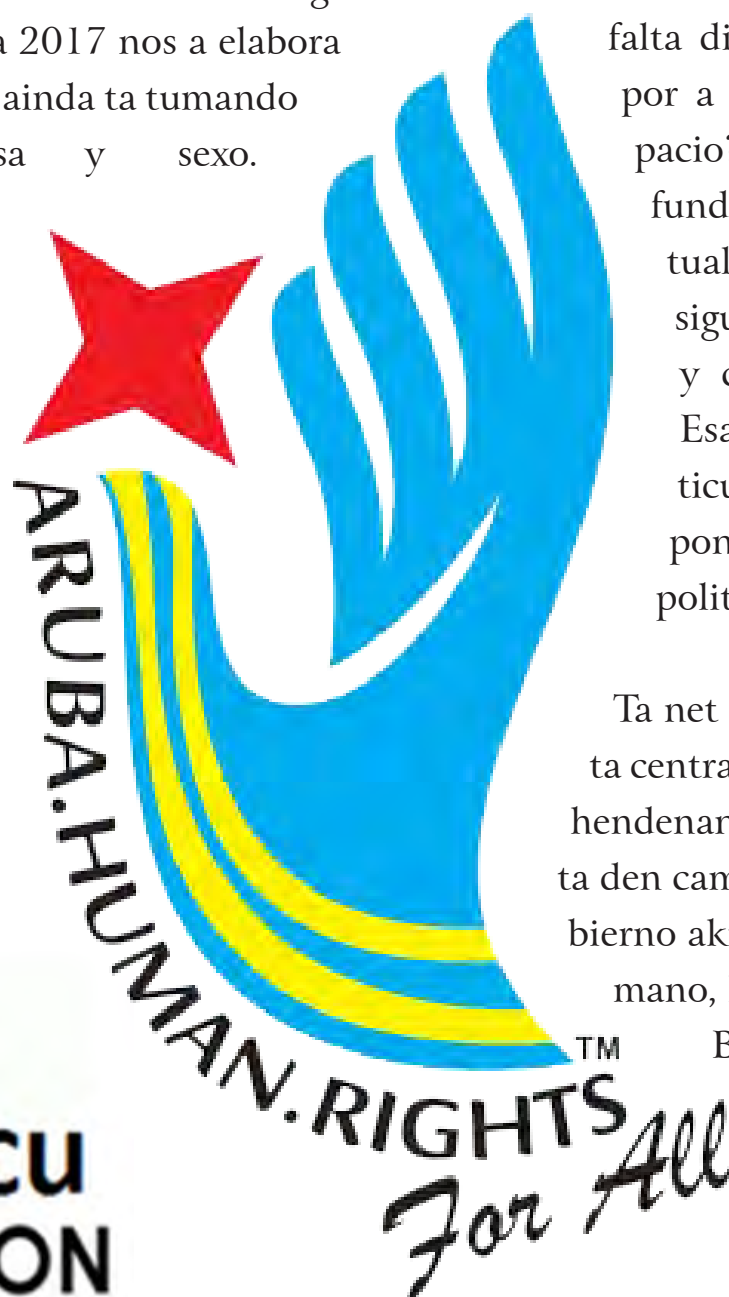 a 2017 nos a elabora
ainda ta tumando
sa y sexo.
falta di
por a
pacio
fund
tual
sigu
y
Esa
ticu
pon
polit
Ta net
ta centra
hendenan
ta den cam
bierno ak
mano,
B
ARUBA.HUMAN.RIGHTS
TM
For All
cu
ON